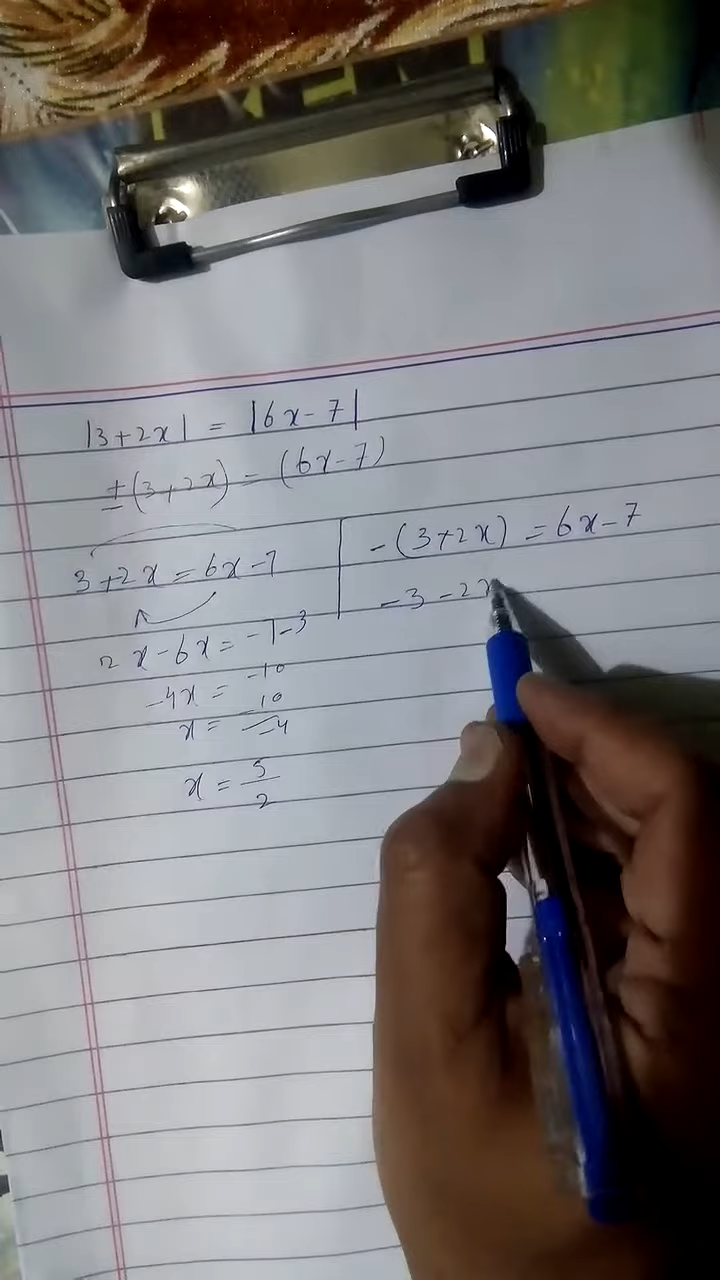 |3+2x| = |6x-7|
±(3+2x) = (6x-7)
3+2x = 6x-7
2x-6x = -7-3
-4x = -10
x = -10/-4
x = 5/2
-(3+2x) = 6x-7
-3-2x